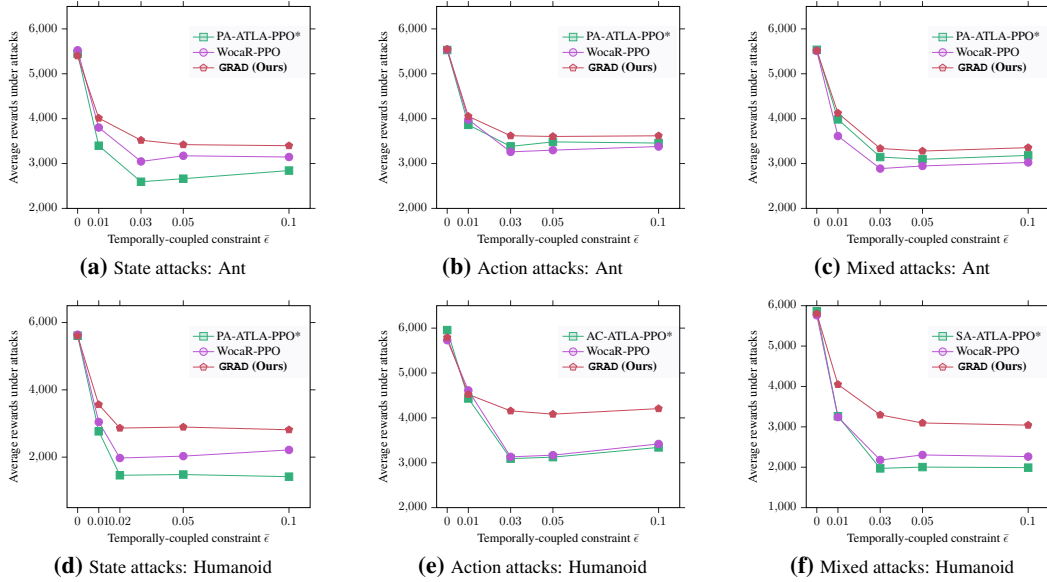 6,000
5,000
4,000
3,000
2,000
0 0.01 0.03 0.05 0.1
Average rewards under attacks
Temporally-coupled constraint ε̄
PA-ATLA-PPO*
WocaR-PPO
GRAD (Ours)
(a) State attacks: Ant
6,000
5,000
4,000
3,000
2,000
0 0.01 0.03 0.05 0.1
Average rewards under attacks
Temporally-coupled constraint ε̄
PA-ATLA-PPO*
WocaR-PPO
GRAD (Ours)
(b) Action attacks: Ant
6,000
5,000
4,000
3,000
2,000
0 0.01 0.03 0.05 0.1
Average rewards under attacks
Temporally-coupled constraint ε̄
PA-ATLA-PPO*
WocaR-PPO
GRAD (Ours)
(c) Mixed attacks: Ant
6,000
4,000
2,000
0 0.01 0.02 0.05 0.1
Average rewards under attacks
Temporally-coupled constraint ε̄
PA-ATLA-PPO*
WocaR-PPO
GRAD (Ours)
(d) State attacks: Humanoid
6,000
5,000
4,000
3,000
2,000
0 0.01 0.03 0.05 0.1
Average rewards under attacks
Temporally-coupled constraint ε̄
AC-ATLA-PPO*
WocaR-PPO
GRAD (Ours)
(e) Action attacks: Humanoid
6,000
5,000
4,000
3,000
2,000
1,000
0 0.01 0.03 0.05 0.1
Average rewards under attacks
Temporally-coupled constraint ε̄
SA-ATLA-PPO*
WocaR-PPO
GRAD (Ours)
(f) Mixed attacks: Humanoid